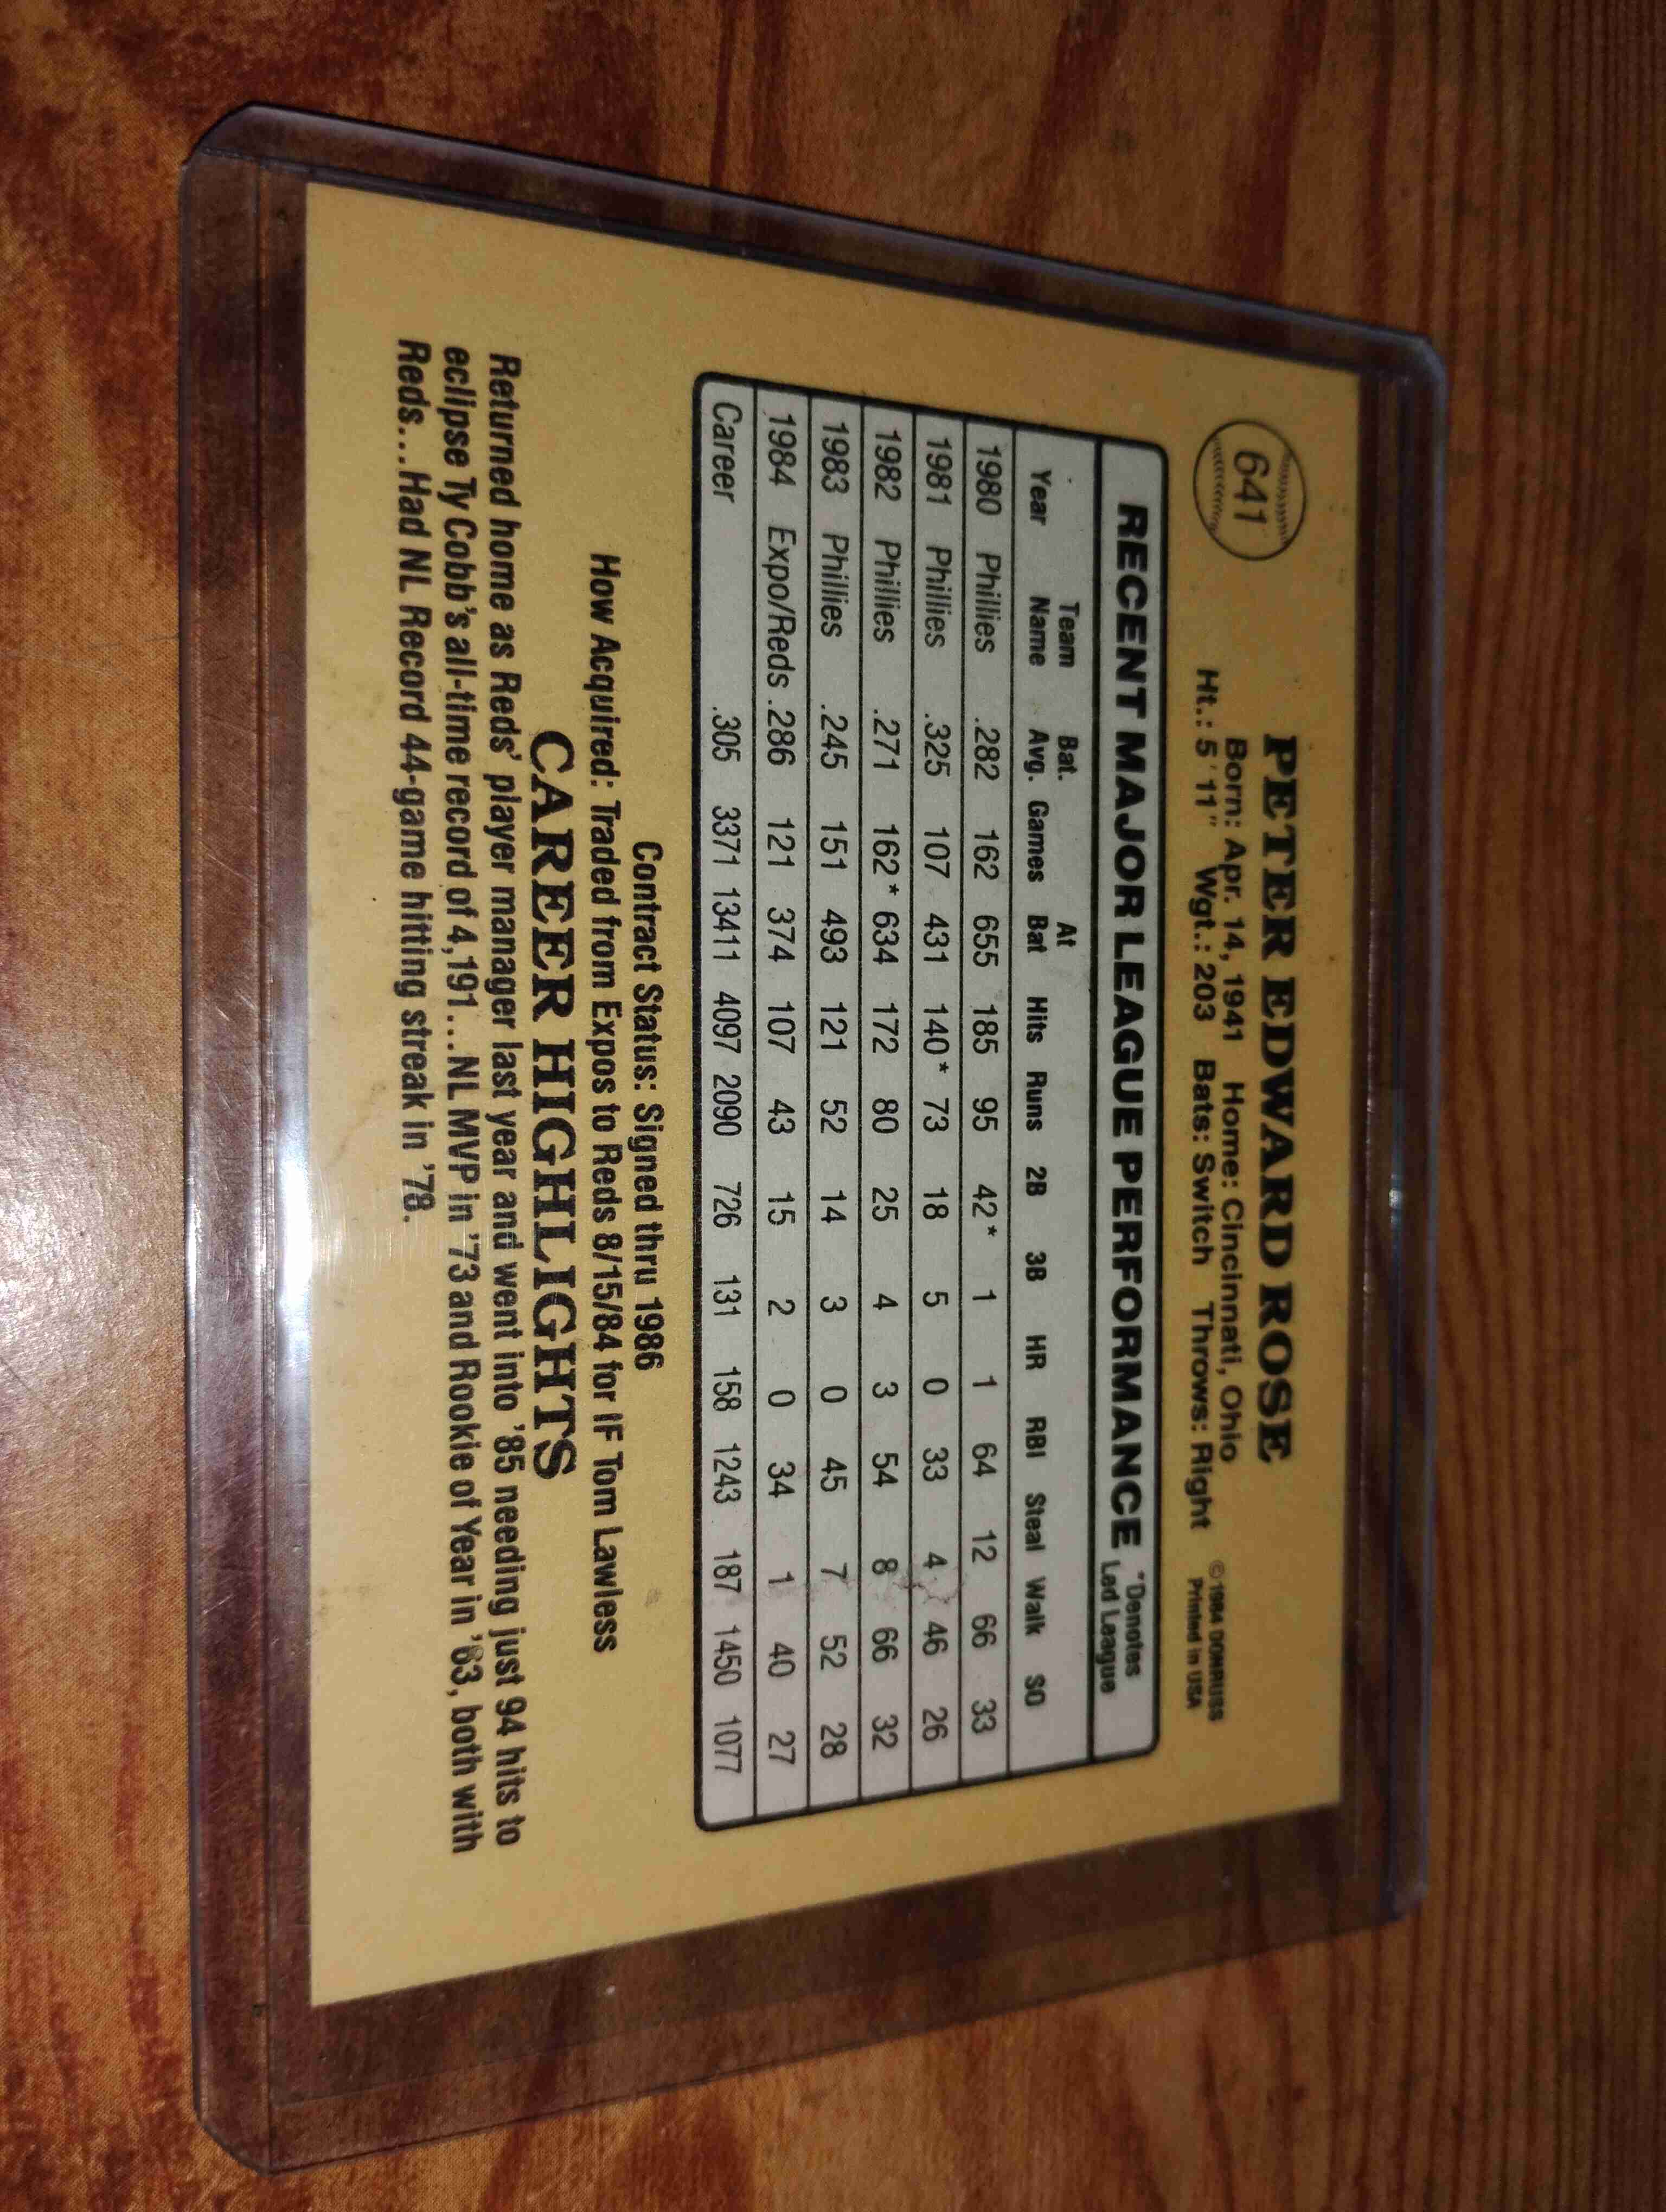 641
PETER EDWARD ROSE
Born: Apr. 14, 1941 Home: Cincinnati, Ohio
Ht.: 5'11" Wgt.: 203 Bats: Switch Throws: Right
©1984 DONRUSS
Printed in USA
RECENT MAJOR LEAGUE PERFORMANCE *Denotes Led League
Year Team Name Bat. Avg. Games At Bat Hits Runs 2B 3B HR RBI Steal Walk SO
1980 Phillies .282 162 655 185 95 42* 1 1 64 12 66 33
1981 Phillies .325 107 431 140* 73 18 5 0 33 4 46 26
1982 Phillies .271 162* 634 172 80 25 4 3 54 8 66 32
1983 Phillies .245 151 493 121 52 14 3 0 45 7 52 28
1984 Expo/Reds .286 121 374 107 43 15 2 0 34 1 40 27
Career .305 3371 13411 4097 2090 726 131 158 1243 187 1450 1077
Contract Status: Signed thru 1986
How Acquired: Traded from Expos to Reds 8/15/84 for IF Tom Lawless
CAREER HIGHLIGHTS
Returned home as Reds' player manager last year and went into '85 needing just 94 hits to
eclipse Ty Cobb's all-time record of 4,191...NL MVP in '73 and Rookie of Year in '63, both with
Reds...Had NL Record 44-game hitting streak in '78.